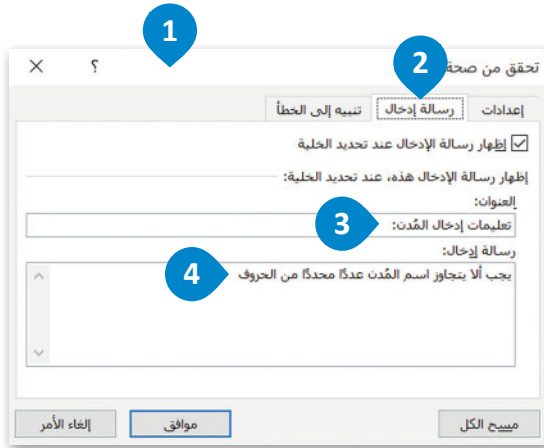 1
تحقق من صحة
2
؟
إعدادات
رسالة إدخال
تنبيه إلى الخطأ
إظهار رسالة الإدخال عند تحديد الخلية
إظهار رسالة الإدخال هذه، عند تحديد الخلية:
العنوان:
تعليمات إدخال المُدن:
3
رسالة إدخال:
يجب ألا يتجاوز اسم المُدن عددًا محددًا من الحروف
4
مسح الكل
موافق
إلغاء الأمر